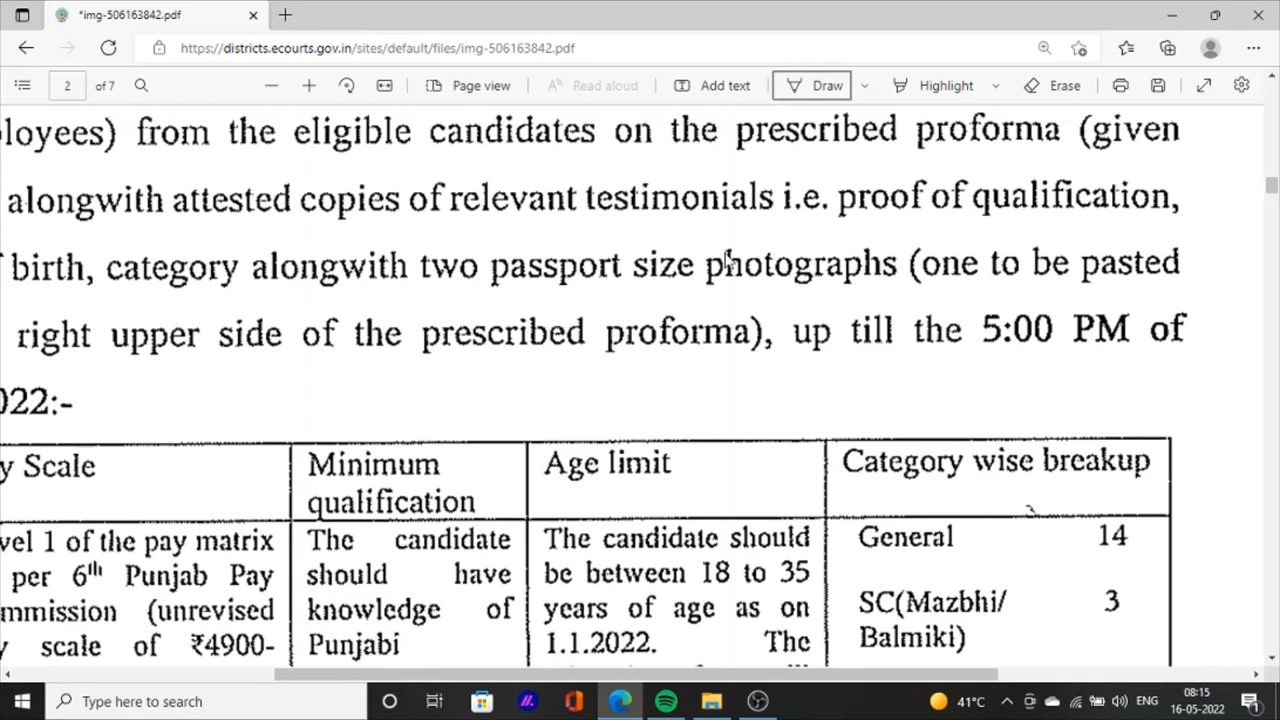 *img-506163842.pdf
https://districts.ecourts.gov.in/sites/default/files/img-506163842.pdf
2 of 7 Page view Read aloud Add text Draw Highlight Erase
ployees) from the eligible candidates on the prescribed proforma (given
alongwith attested copies of relevant testimonials i.e. proof of qualification,
birth, category alongwith two passport size photographs (one to be pasted
right upper side of the prescribed proforma), up till the 5:00 PM of
022:-
y Scale
Minimum
qualification
Age limit
Category wise breakup
vel 1 of the pay matrix
per 6th Punjab Pay
mmission (unrevised
y scale of ₹4900-
The candidate
should have
knowledge of
Punjabi
The candidate should
be between 18 to 35
years of age as on
1.1.2022. The
General 14
SC(Mazbhi/ 3
Balmiki)
Type here to search
41°C
ENG
08:15
16-05-2022